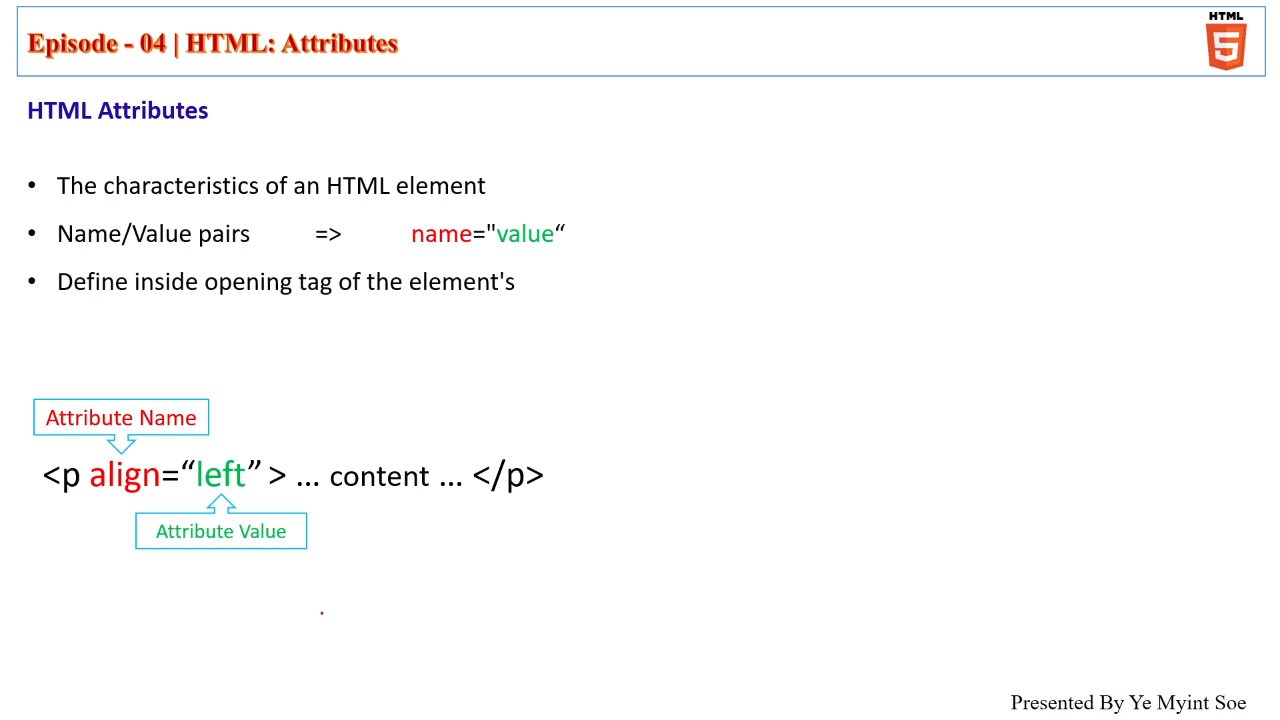 Episode - 04 | HTML: Attributes
HTML
5
HTML Attributes
• The characteristics of an HTML element
• Name/Value pairs => name="value“
• Define inside opening tag of the element's
Attribute Name
<p align=“left” > ... content ... </p>
Attribute Value
Presented By Ye Myint Soe